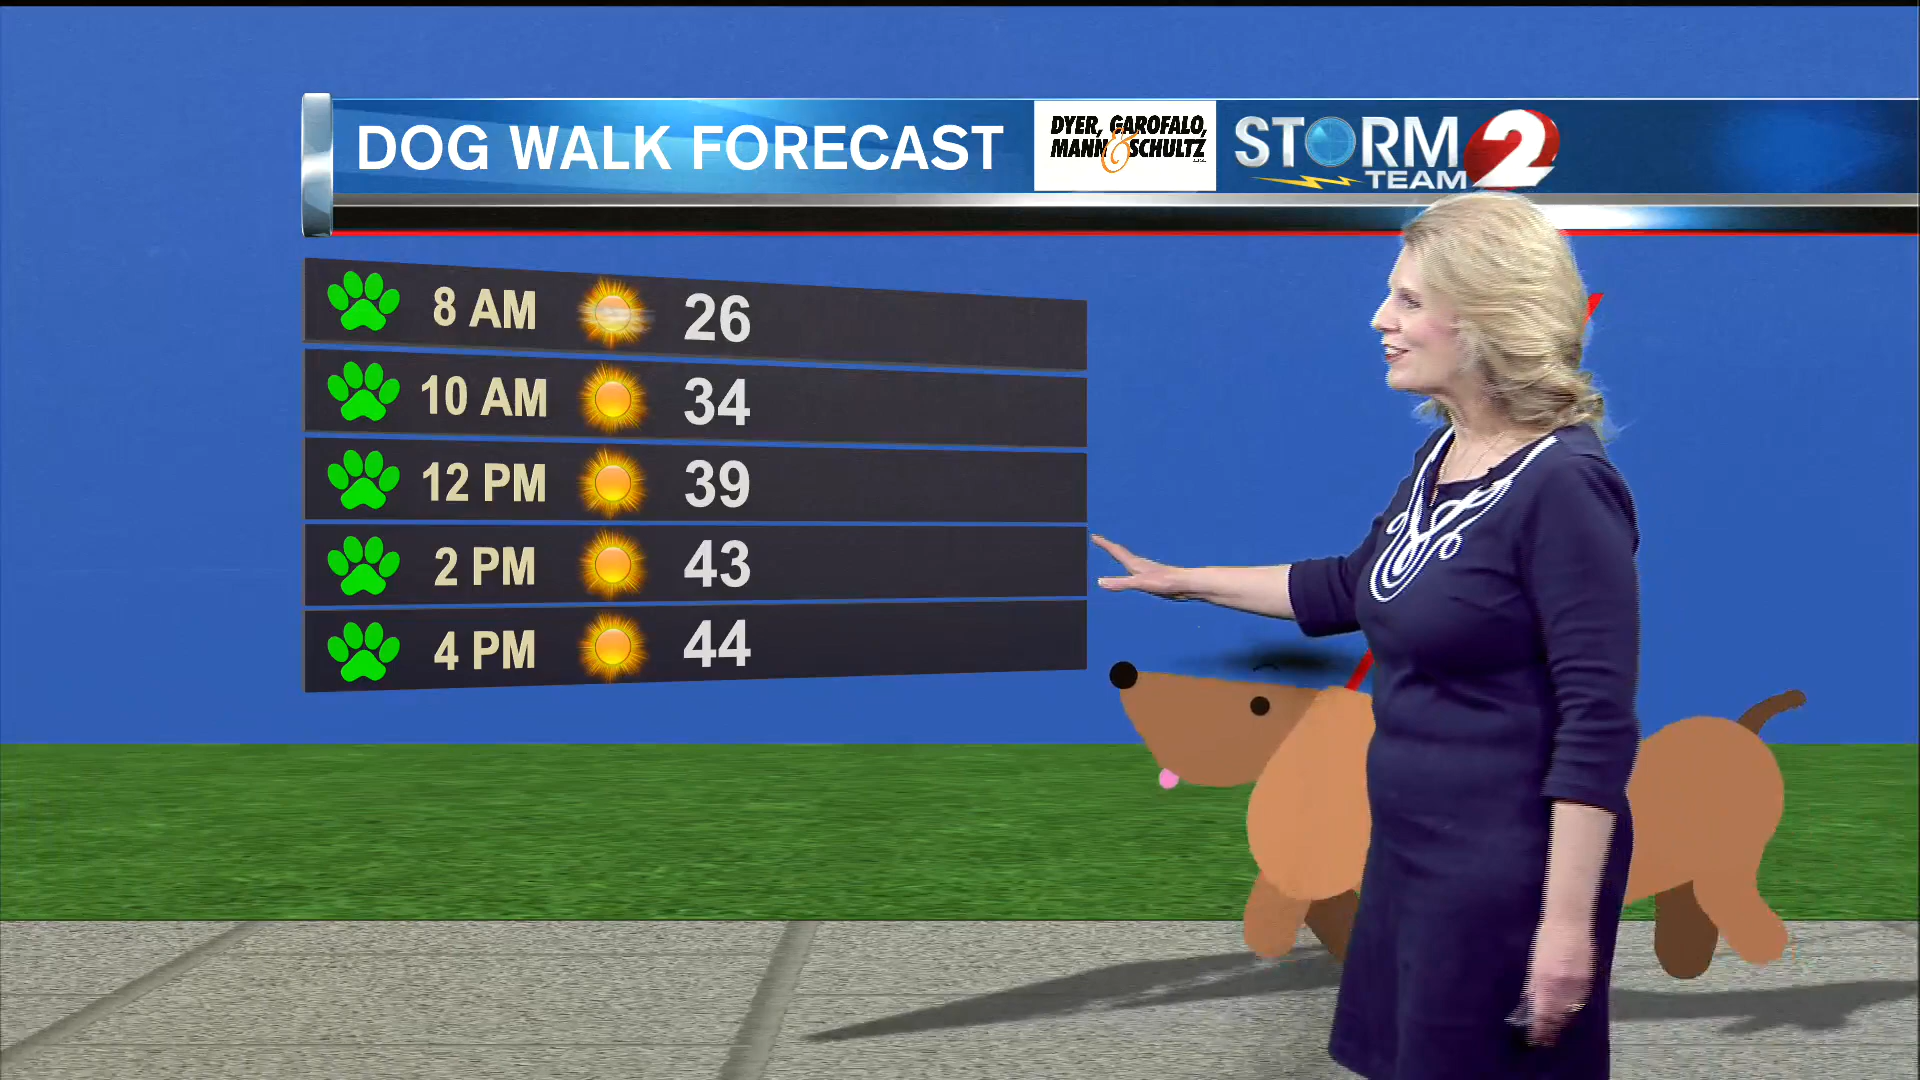 DOG WALK FORECAST
DYER, GAROFALO,
MANN & SCHULTZ
STORM
TEAM 2
8 AM 26
10 AM 34
12 PM 39
2 PM 43
4 PM 44